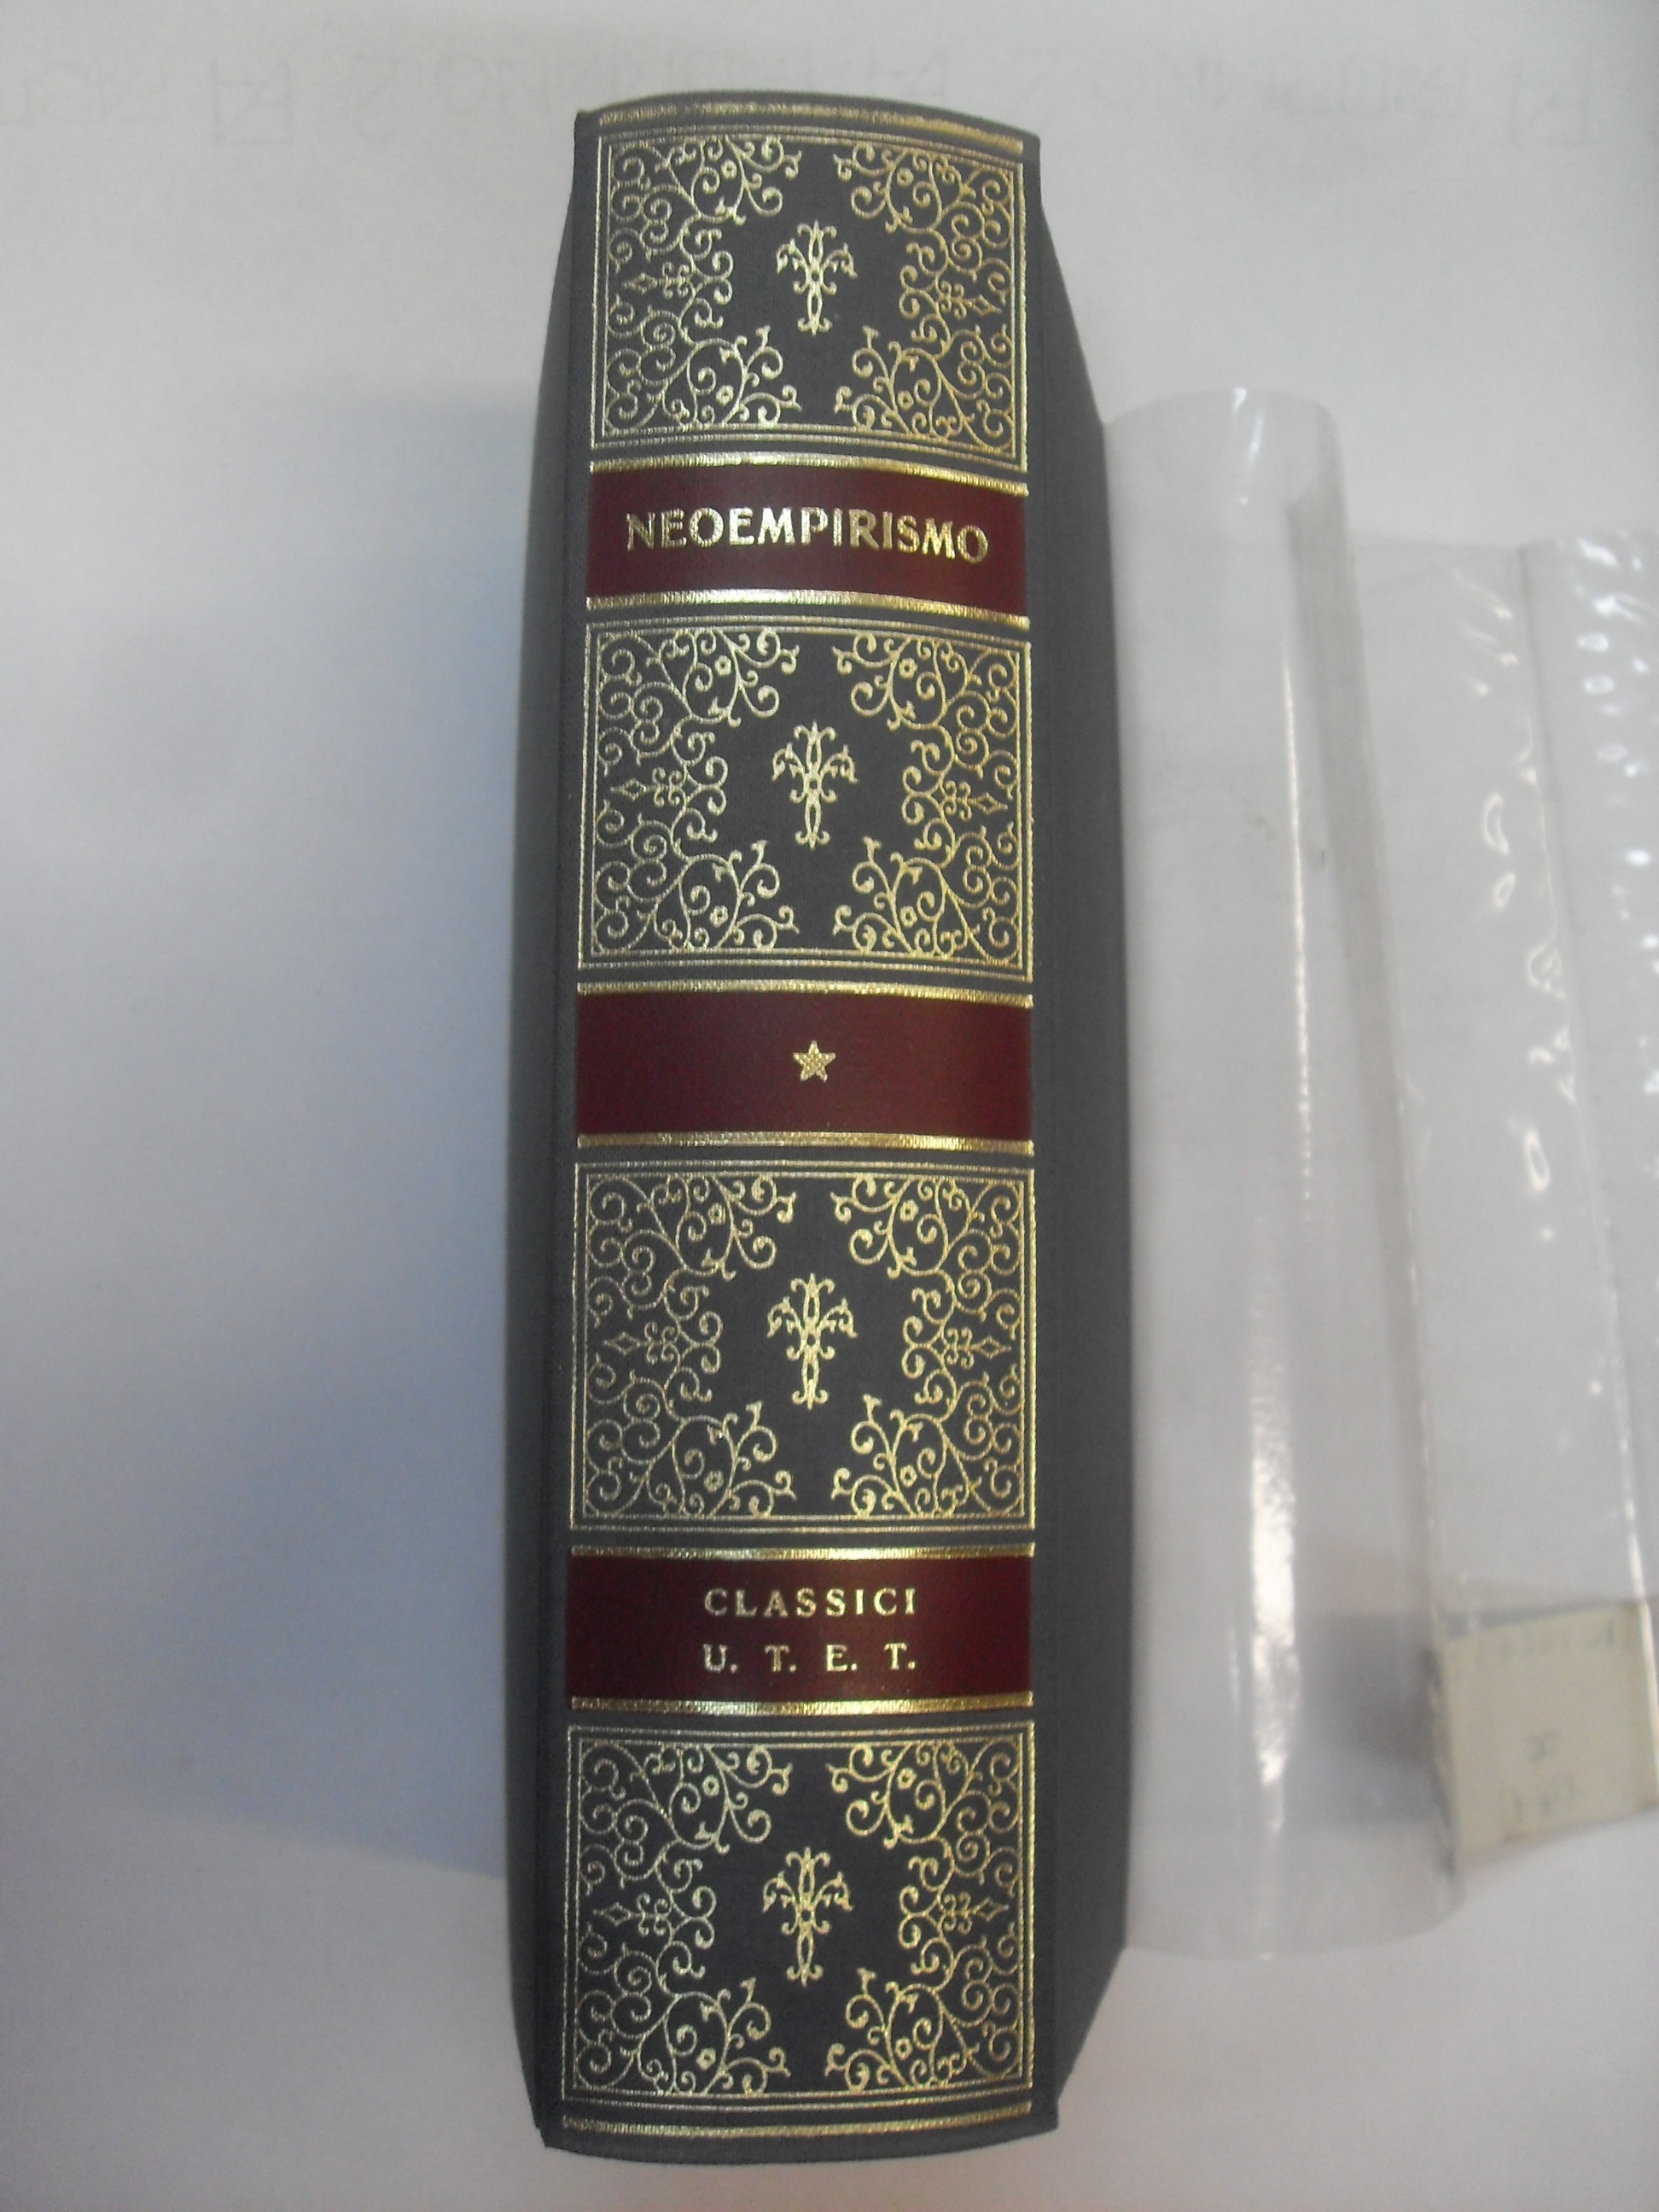 NEOEMPIRISMO
CLASSICI
U. T. E. T.